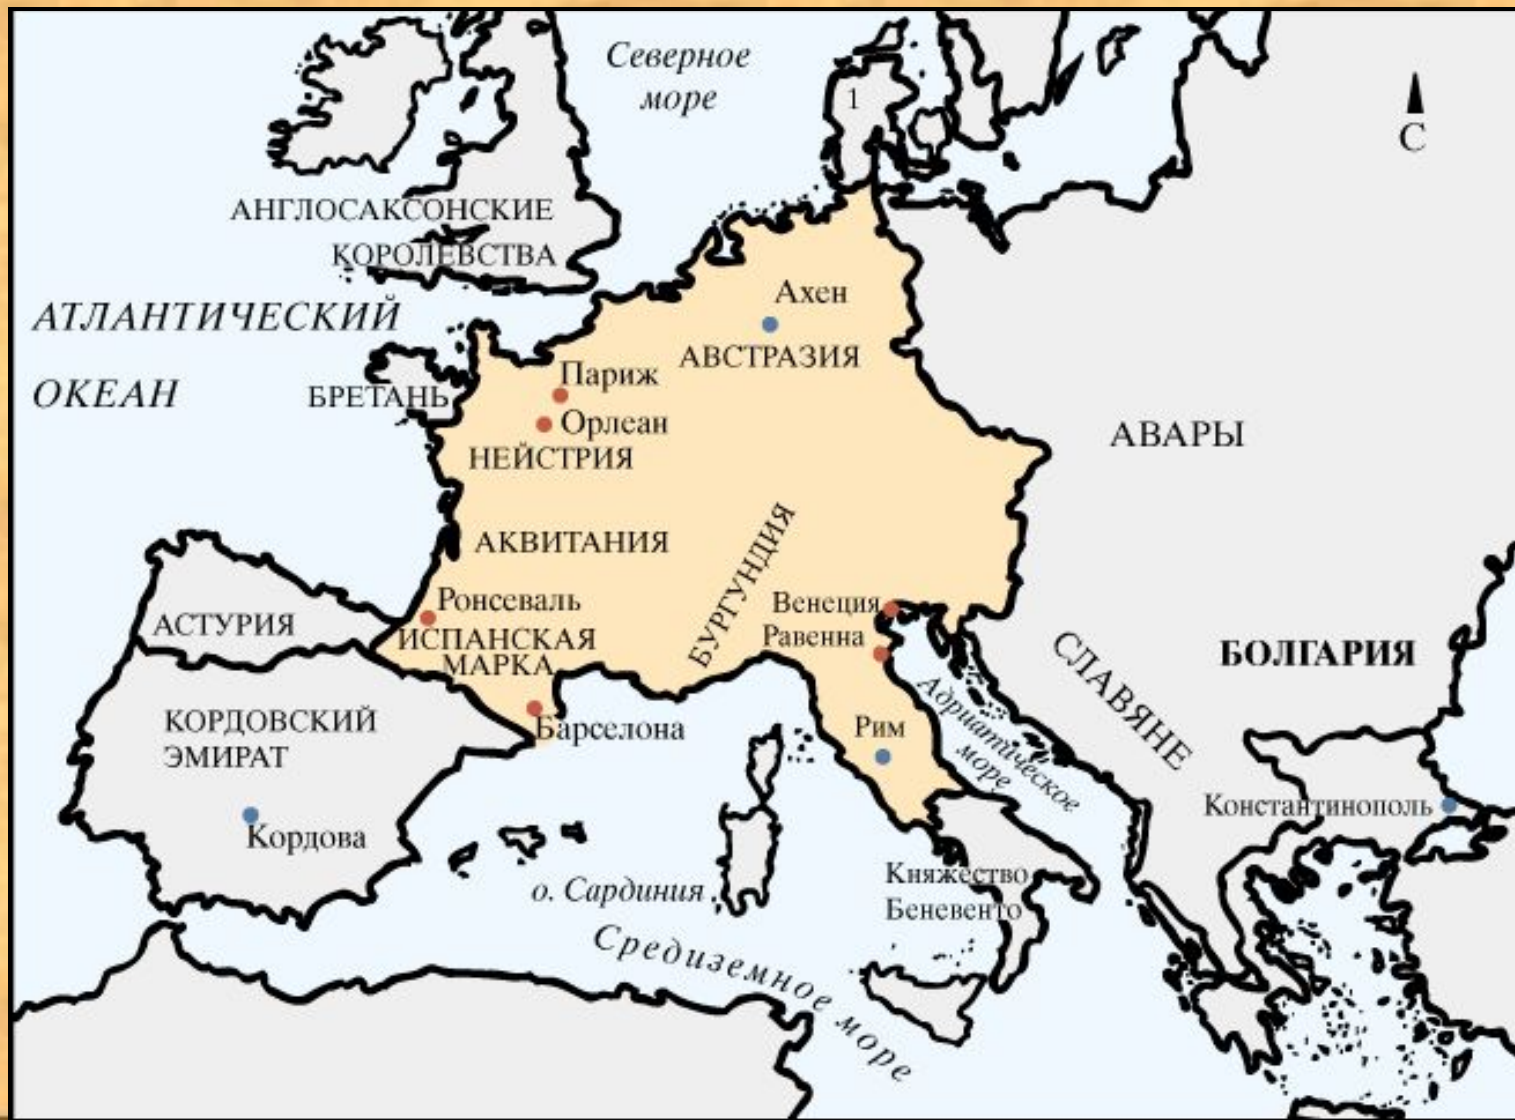 Северное
море
1
С
АНГЛОСАКСОНСКИЕ
КОРОЛЕВСТВА
АТЛАНТИЧЕСКИЙ
ОКЕАН
Ахен
АВСТРАЗИЯ
Париж
БРЕТАНЬ
Орлеан
НЕЙСТРИЯ
АВАРЫ
АКВИТАНИЯ
БУРГУНДИЯ
Ронсеваль
ИСПАНСКАЯ
МАРКА
АСТУРИЯ
Венеция
Равенна
СЛАВЯНЕ
БОЛГАРИЯ
КОРДОВСКИЙ
ЭМИРАТ
Барселона
Рим
Адриатическое
море
Константинополь
Кордова
о. Сардиния
Княжество
Беневенто
Средиземное море